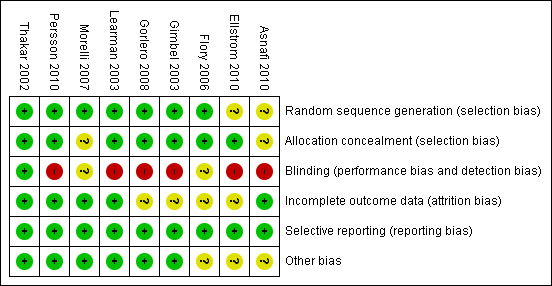 Thakar 2002
Persson 2010
Morelli 2007
Learman 2003
Gorlero 2008
Gimbel 2003
Flory 2006
Ellstrom 2010
Asnafi 2010
+ + + + + + + ? ? Random sequence generation (selection bias)
+ + ? + + + + + ? Allocation concealment (selection bias)
+ – ? – – – ? – – Blinding (performance bias and detection bias)
+ + + + ? ? ? ? + Incomplete outcome data (attrition bias)
+ + + + + + + + + Selective reporting (reporting bias)
+ + + + + + ? ? ? Other bias